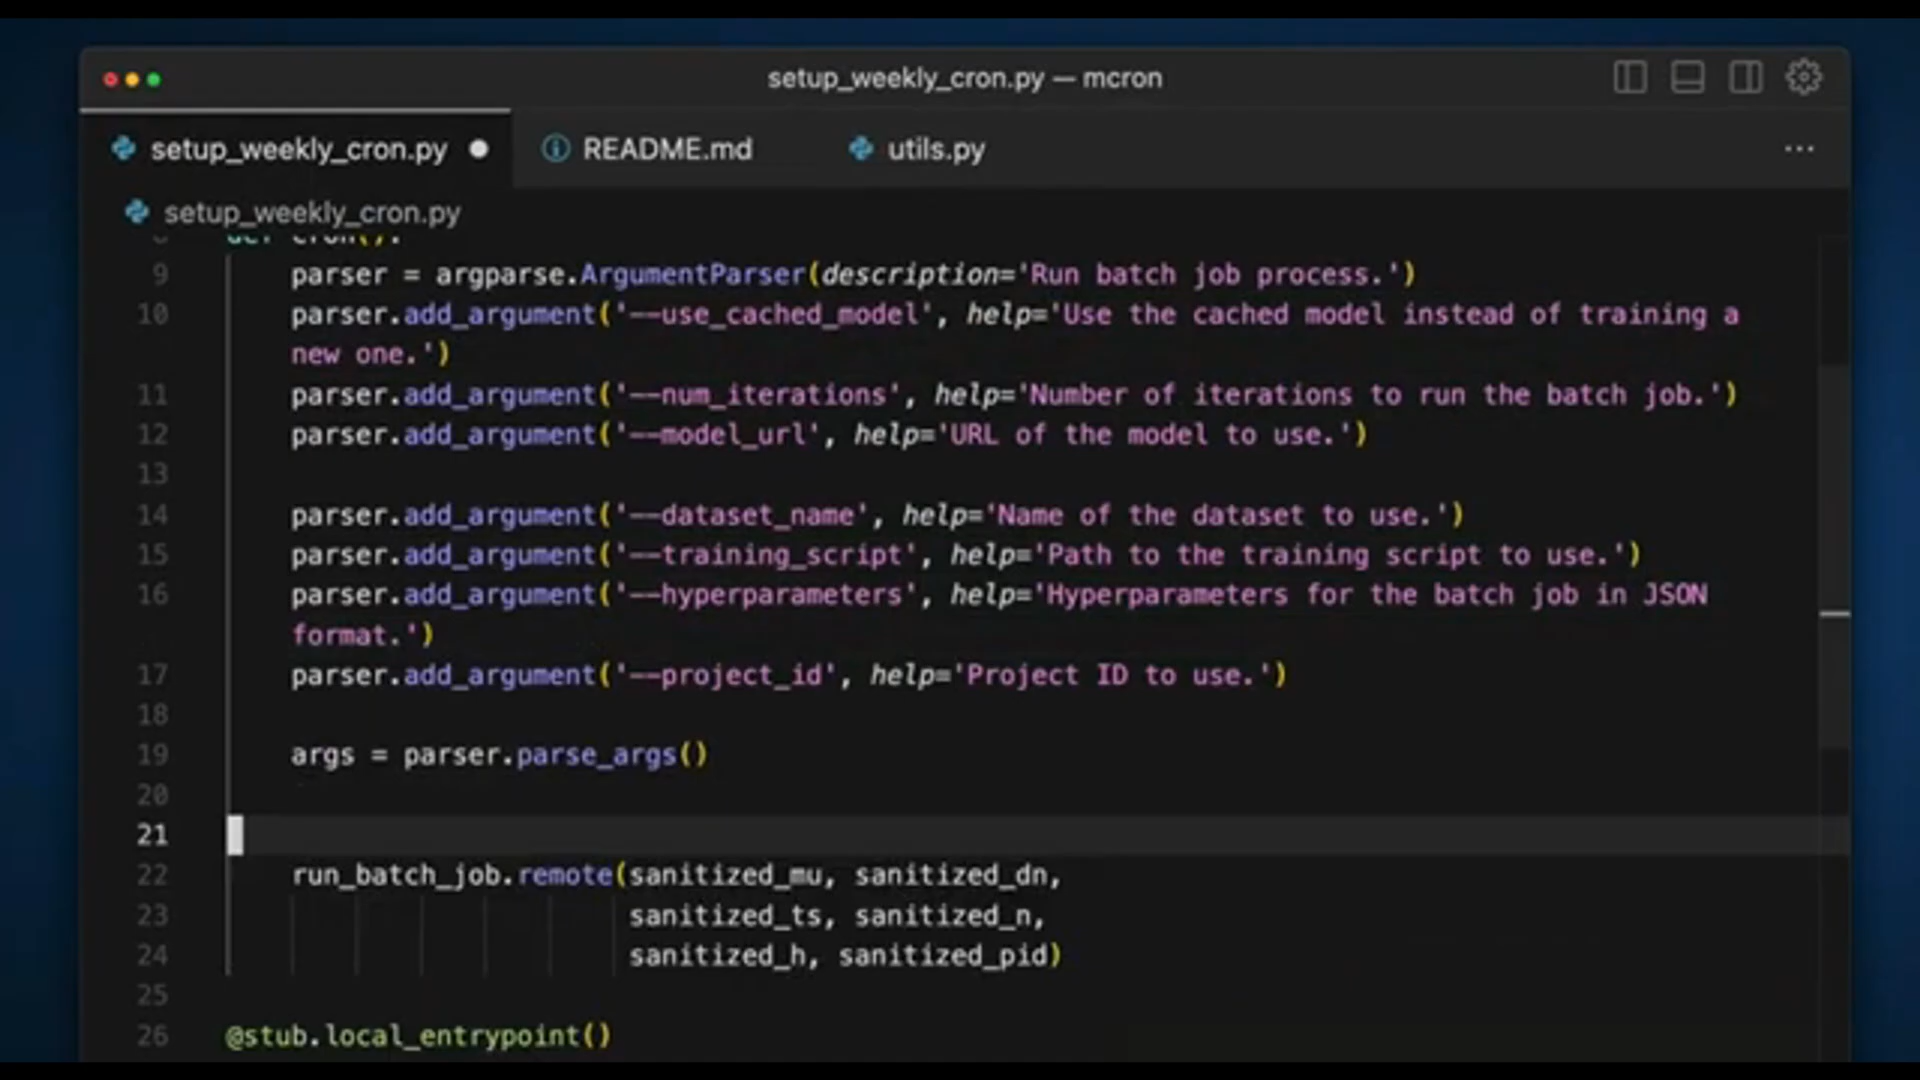 setup_weekly_cron.py — mcron
setup_weekly_cron.py
README.md
utils.py
...
setup_weekly_cron.py
8 def cron():
9 parser = argparse.ArgumentParser(description='Run batch job process.')
10 parser.add_argument('--use_cached_model', help='Use the cached model instead of training a
new one.')
11 parser.add_argument('--num_iterations', help='Number of iterations to run the batch job.')
12 parser.add_argument('--model_url', help='URL of the model to use.')
13
14 parser.add_argument('--dataset_name', help='Name of the dataset to use.')
15 parser.add_argument('--training_script', help='Path to the training script to use.')
16 parser.add_argument('--hyperparameters', help='Hyperparameters for the batch job in JSON
format.')
17 parser.add_argument('--project_id', help='Project ID to use.')
18
19 args = parser.parse_args()
20
21
22 run_batch_job.remote(sanitized_mu, sanitized_dn,
23 sanitized_ts, sanitized_n,
24 sanitized_h, sanitized_pid)
25
26 @stub.local_entrypoint()